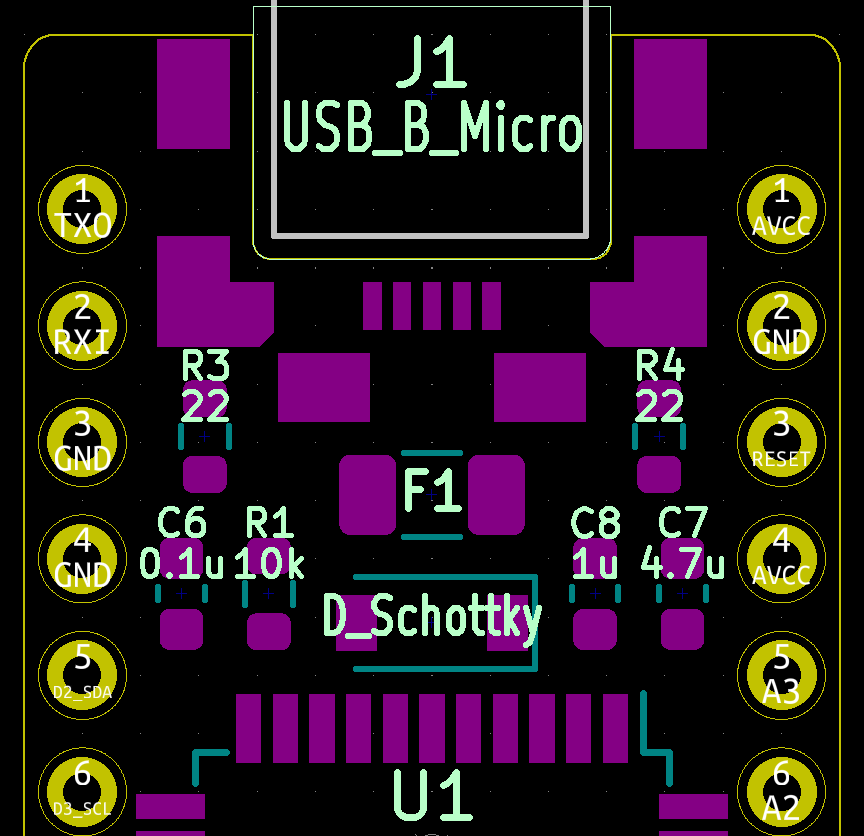 J1
USB_B_Micro
1
TXO
1
AVCC
2
RXI
2
GND
R3
22
R4
22
3
GND
3
RESET
F1
C6
0.1u
R1
10k
C8
1u
C7
4.7u
4
GND
4
AVCC
D_Schottky
5
D2_SDA
5
A3
6
D3_SCL
U1
6
A2